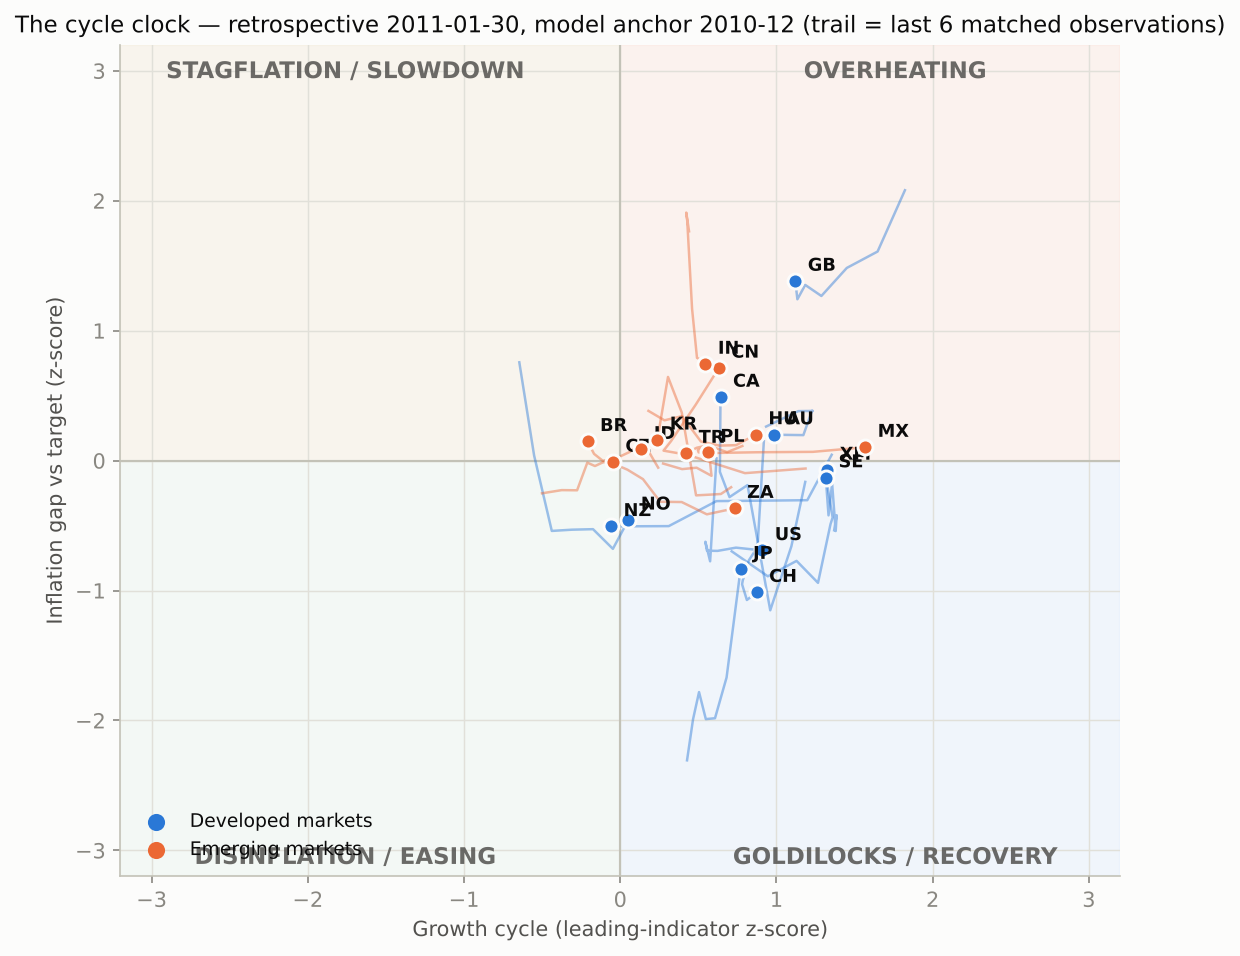 The cycle clock — retrospective 2011-01-30, model anchor 2010-12 (trail = last 6 matched observations)
STAGFLATION / SLOWDOWN
OVERHEATING
3
2
1
0
−1
−2
−3
Inflation gap vs target (z-score)
GB
IN
CN
CA
BR
KR
HU
AU
MX
TR
PL
SE
ZA
NZ
NO
US
JP
CH
Developed markets
Emerging markets
DISINFLATION / EASING
GOLDILOCKS / RECOVERY
−3
−2
−1
0
1
2
3
Growth cycle (leading-indicator z-score)